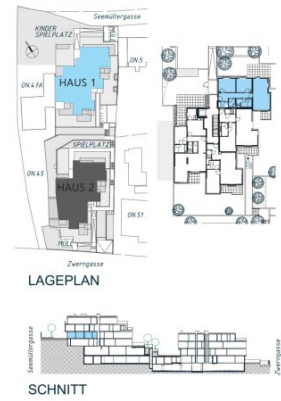 Seemüllergasse
KINDER
SPIELPLATZ
MÜLL
ON.5
ON.47A
HAUS 1
SPIELPLATZ
ON.45
HAUS 2
ON.51
MÜLL
Zwerngasse
LAGEPLAN
Seemüllergasse
Zwerngasse
SCHNITT